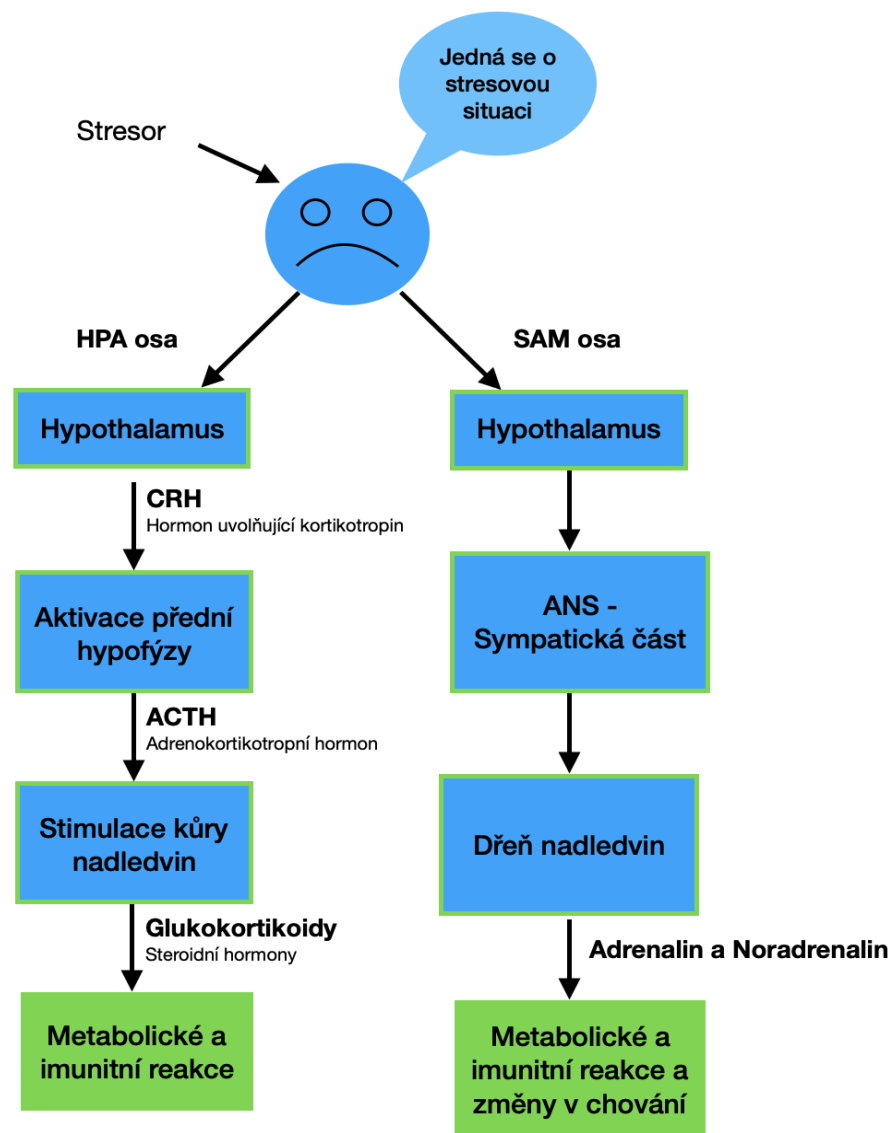 Jedná se o
stresovou
situaci
Stresor
HPA osa
SAM osa
Hypothalamus
Hypothalamus
CRH
Hormon uvolňující kortikotropin
Aktivace přední
hypofýzy
ANS -
Sympatická část
ACTH
Adrenokortikotropní hormon
Stimulace kůry
nadledvin
Dřeň nadledvin
Glukokortikoidy
Steroidní hormony
Adrenalin a Noradrenalin
Metabolické a
imunitní reakce
Metabolické a
imunitní reakce a
změny v chování